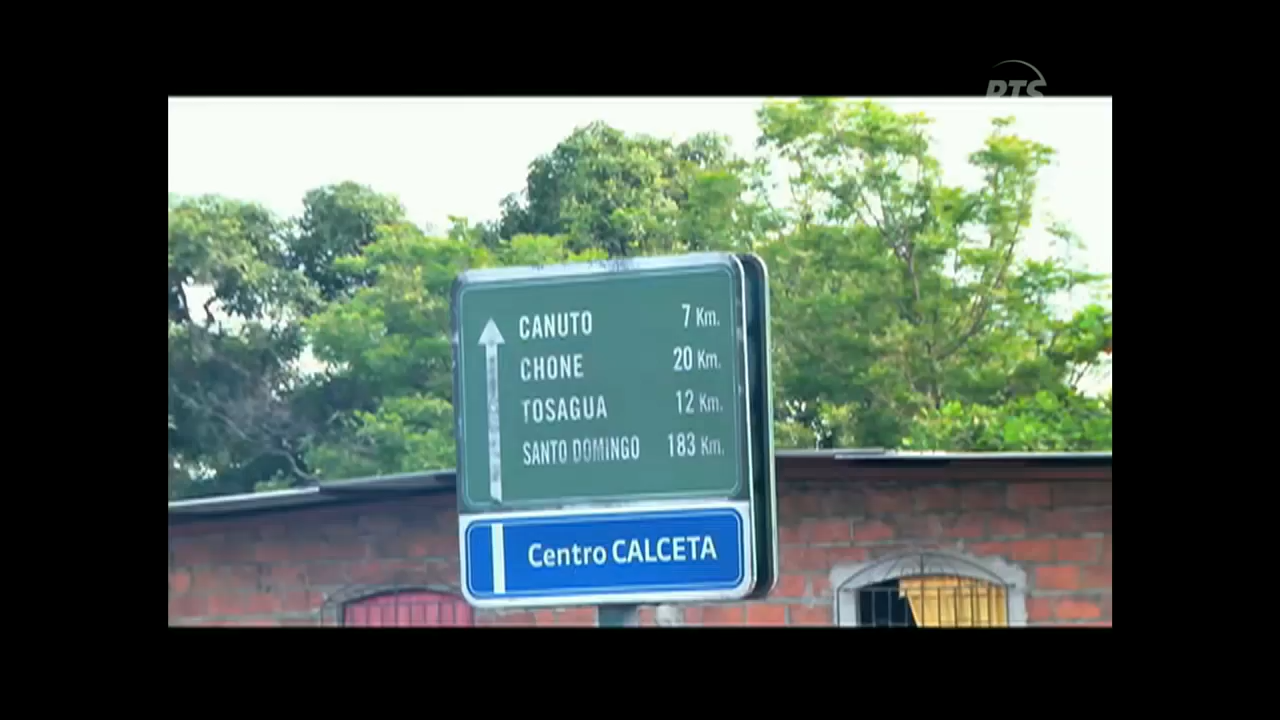 RTS
CANUTO 7 Km.
CHONE 20 Km.
TOSAGUA 12 Km.
SANTO DOMINGO 183 Km.
Centro CALCETA